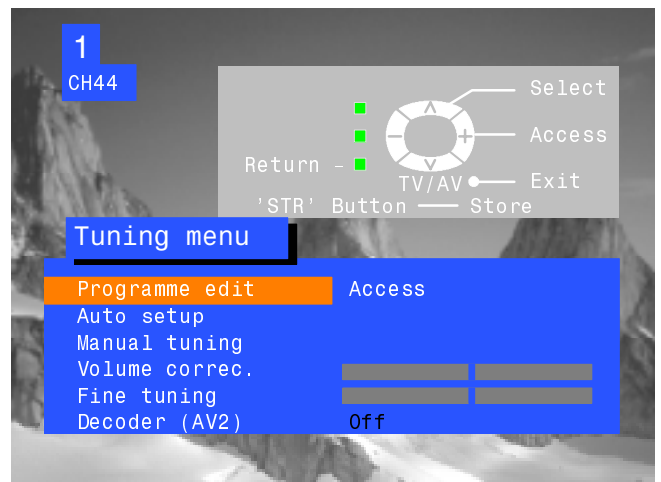 1
CH44
Select
Access
Return –
TV/AV
Exit
'STR' Button — Store
Tuning menu
Programme edit Access
Auto setup
Manual tuning
Volume correc.
Fine tuning
Decoder (AV2) Off